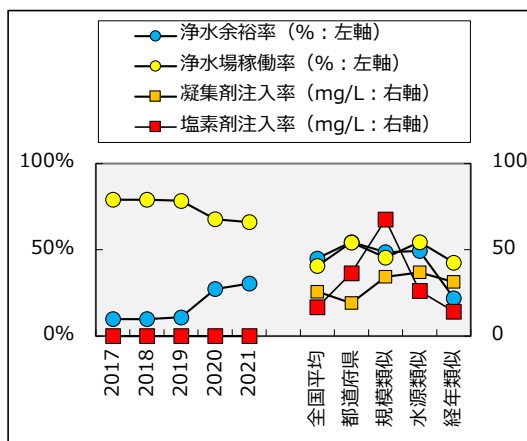 浄水余裕率（%：左軸）
浄水場稼働率（%：左軸）
凝集剤注入率（mg/L：右軸）
塩素剤注入率（mg/L：右軸）
100%
50%
0%
100
50
0
2017
2018
2019
2020
2021
全国平均
都道府県
規模類似
水源類似
経年類似